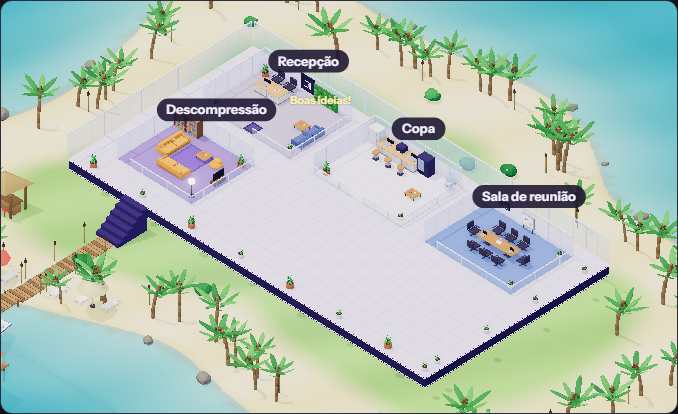 Recepção
Boas ideias!
Descompressão
Copa
Sala de reunião